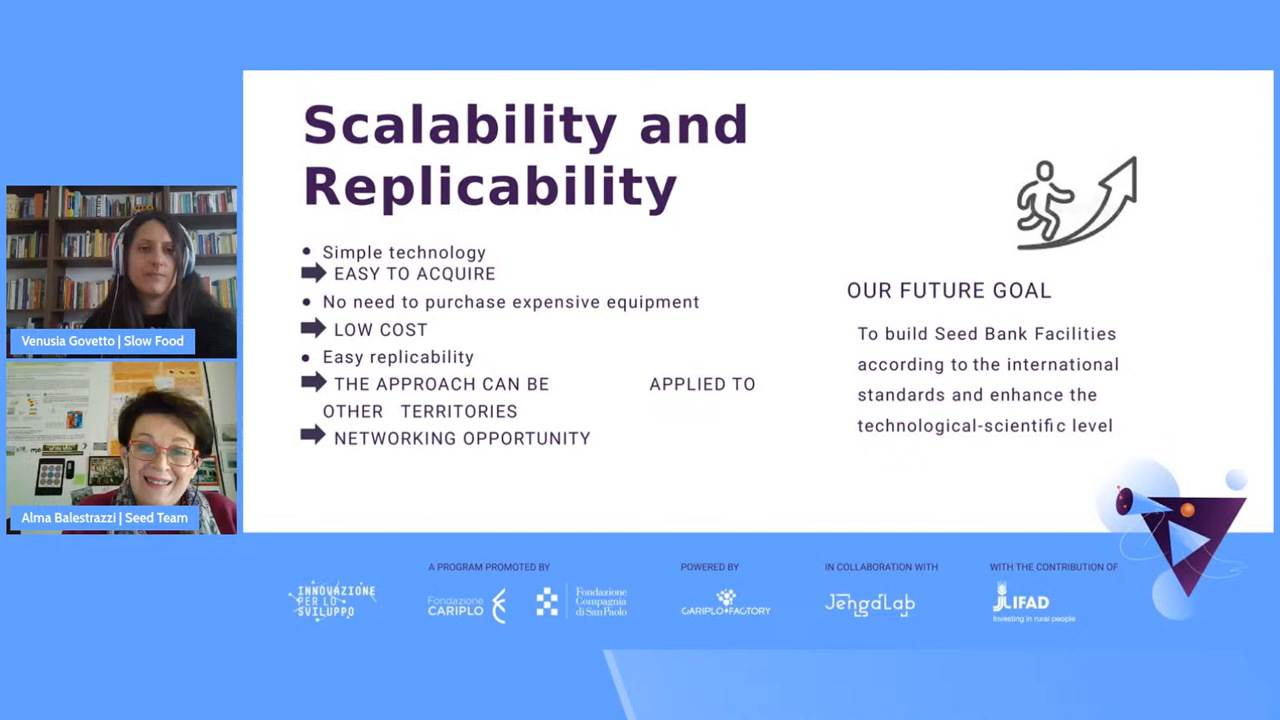 Scalability and
Replicability
• Simple technology
EASY TO ACQUIRE
• No need to purchase expensive equipment
LOW COST
• Easy replicability
THE APPROACH CAN BE APPLIED TO
OTHER TERRITORIES
NETWORKING OPPORTUNITY
OUR FUTURE GOAL
To build Seed Bank Facilities
according to the international
standards and enhance the
technological-scientific level
Venusia Govetto | Slow Food
Alma Balestrazzi | Seed Team
A PROGRAM PROMOTED BY
POWERED BY
IN COLLABORATION WITH
WITH THE CONTRIBUTION OF
INNOVAZIONE
PER LO
SVILUPPO
Fondazione
CARIPLO
Fondazione
Compagnia
di SanPaolo
CARIPLO FACTORY
JengaLab
JLIFAD
Investing in rural people